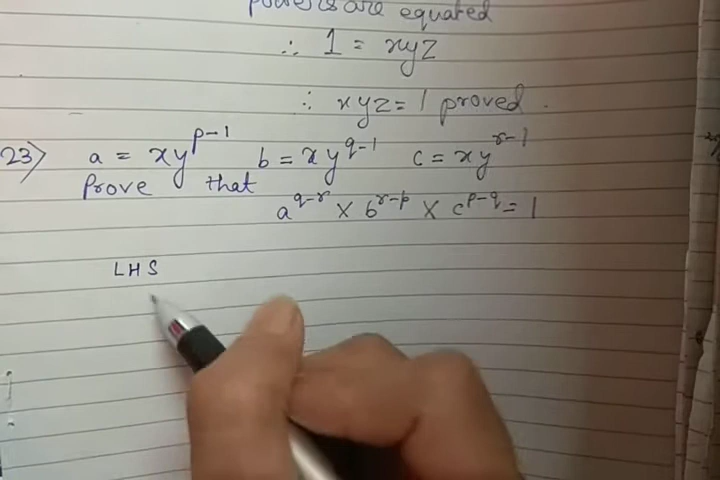 powers are equated
∴ 1 = xyz
∴ xyz = 1 proved.
23) a = xy^{p-1} b = xy^{q-1} c = xy^{r-1}
Prove that
a^{q-r} × b^{r-p} × c^{p-q} = 1
LHS